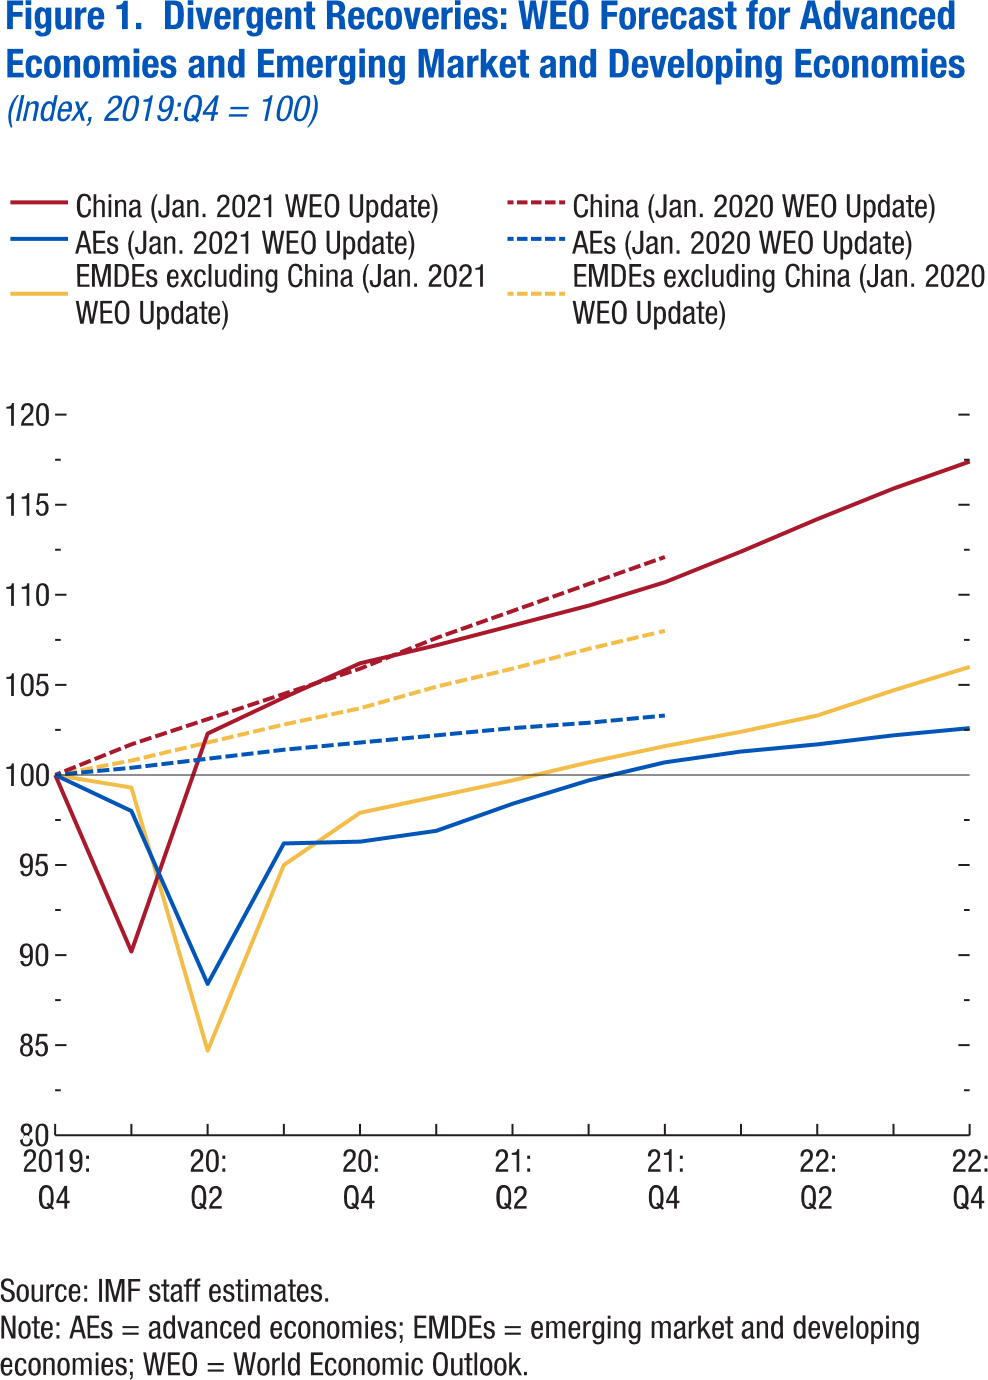 Figure 1.  Divergent Recoveries: WEO Forecast for Advanced
Economies and Emerging Market and Developing Economies
(Index, 2019:Q4 = 100)
China (Jan. 2021 WEO Update)
AEs (Jan. 2021 WEO Update)
EMDEs excluding China (Jan. 2021
WEO Update)
China (Jan. 2020 WEO Update)
AEs (Jan. 2020 WEO Update)
EMDEs excluding China (Jan. 2020
WEO Update)
120
115
110
105
100
95
90
85
80
2019:
Q4
20:
Q2
20:
Q4
21:
Q2
21:
Q4
22:
Q2
22:
Q4
Source: IMF staff estimates.
Note: AEs = advanced economies; EMDEs = emerging market and developing
economies; WEO = World Economic Outlook.